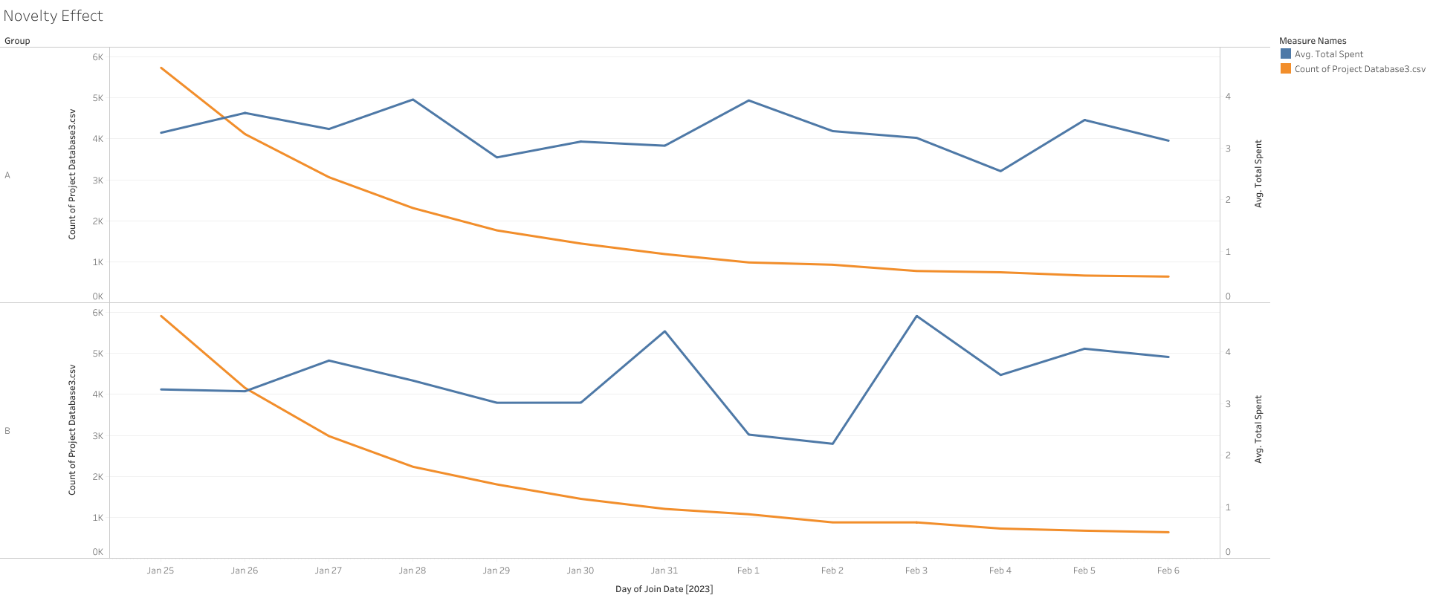 Novelty Effect
Group
Measure Names
Avg. Total Spent
Count of Project Database3.csv
A
Count of Project Database3.csv
6K
5K
4K
3K
2K
1K
0K
4
3
2
1
0
Avg. Total Spent
B
Count of Project Database3.csv
6K
5K
4K
3K
2K
1K
0K
4
3
2
1
0
Avg. Total Spent
Jan 25 Jan 26 Jan 27 Jan 28 Jan 29 Jan 30 Jan 31 Feb 1 Feb 2 Feb 3 Feb 4 Feb 5 Feb 6
Day of Join Date [2023]